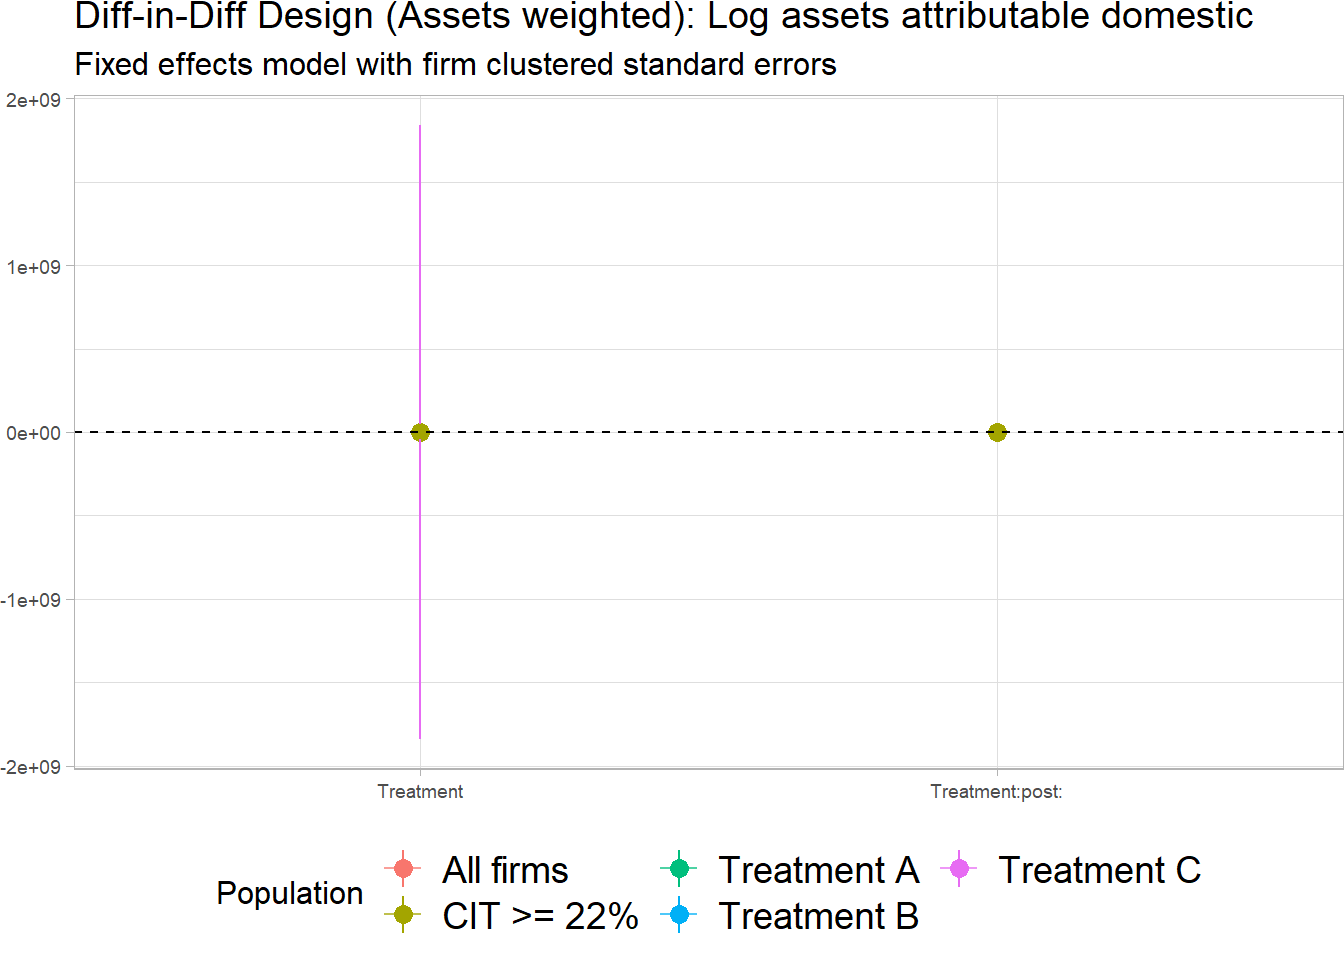 Diff-in-Diff Design (Assets weighted): Log assets attributable domestic
Fixed effects model with firm clustered standard errors
2e+09
1e+09
0e+00
-1e+09
-2e+09
Treatment
Treatment:post:
Population
All firms
CIT >= 22%
Treatment A
Treatment B
Treatment C